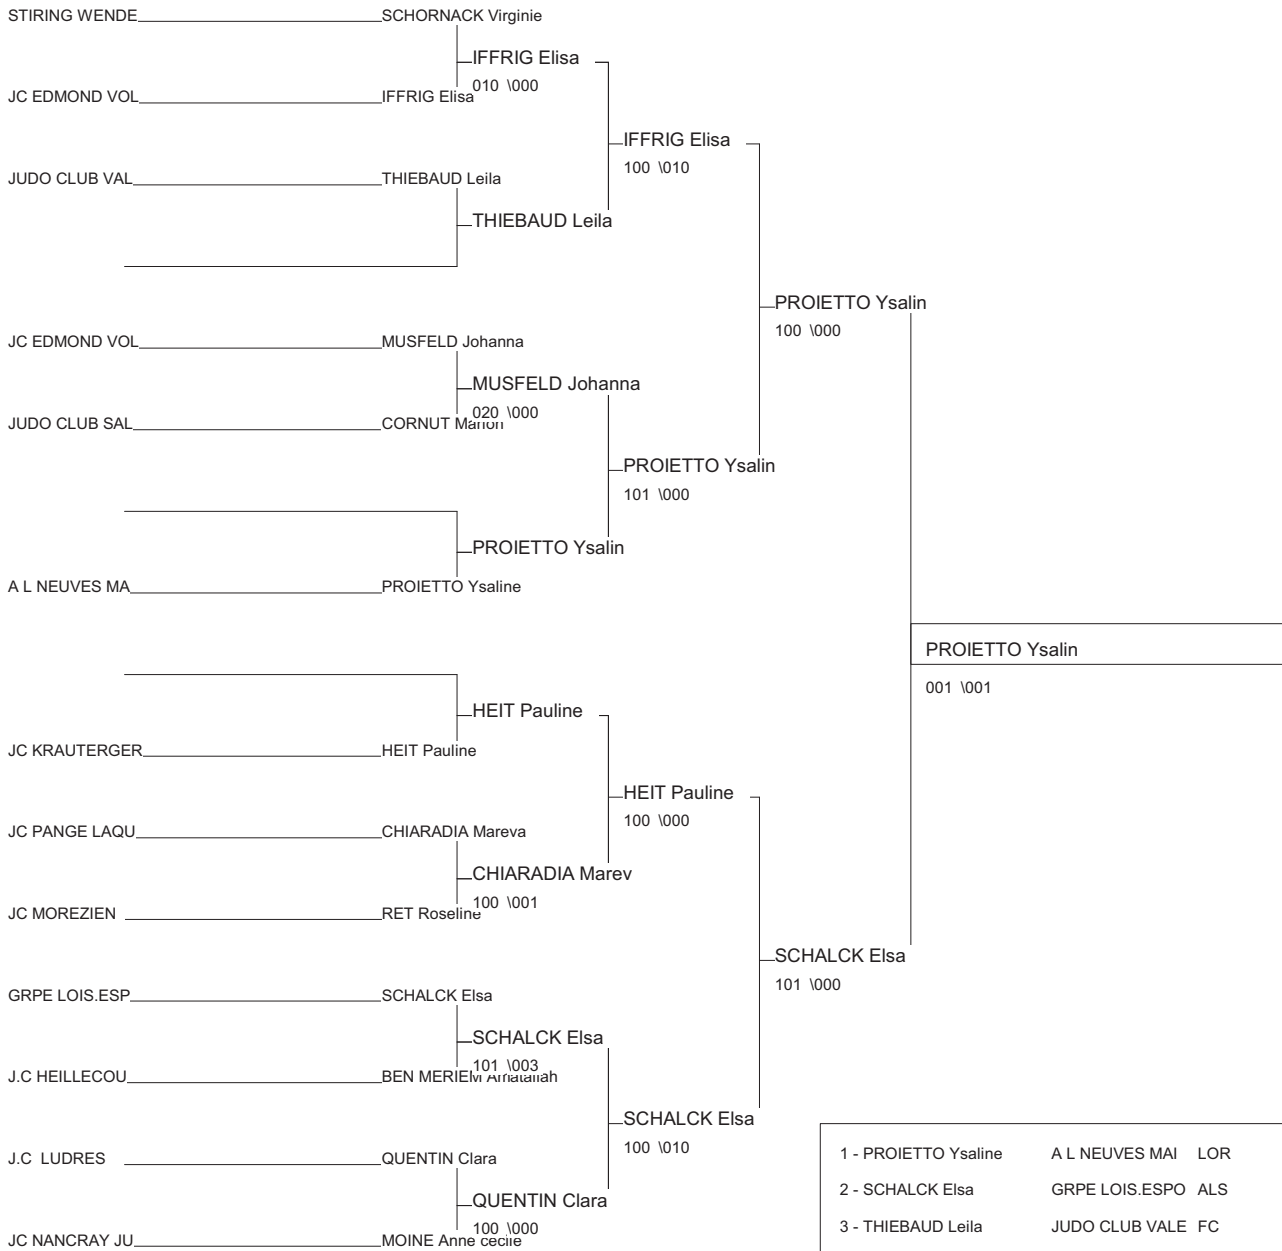 STIRING WENDE SCHORNACK Virginie
IFFRIG Elisa
010 \000
JC EDMOND VOL IFFRIG Elisa
IFFRIG Elisa
100 \010
JUDO CLUB VAL THIEBAUD Leila
THIEBAUD Leila
PROIETTO Ysalin
100 \000
JC EDMOND VOL MUSFELD Johanna
MUSFELD Johanna
020 \000
JUDO CLUB SAL CORNUT Marion
PROIETTO Ysalin
101 \000
PROIETTO Ysalin
A L NEUVES MA PROIETTO Ysaline
PROIETTO Ysalin
001 \001
HEIT Pauline
JC KRAUTERGER HEIT Pauline
HEIT Pauline
100 \000
JC PANGE LAQU CHIARADIA Mareva
CHIARADIA Marev
100 \001
JC MOREZIEN RET Roseline
SCHALCK Elsa
101 \000
GRPE LOIS.ESP SCHALCK Elsa
SCHALCK Elsa
101 \003
J.C HEILLECOU BEN MERIEM Amatallah
SCHALCK Elsa
100 \010
J.C LUDRES QUENTIN Clara
QUENTIN Clara
100 \000
JC NANCRAY JU MOINE Anne cecile
1 - PROIETTO Ysaline A L NEUVES MAI LOR
2 - SCHALCK Elsa GRPE LOIS.ESPO ALS
3 - THIEBAUD Leila JUDO CLUB VALE FC